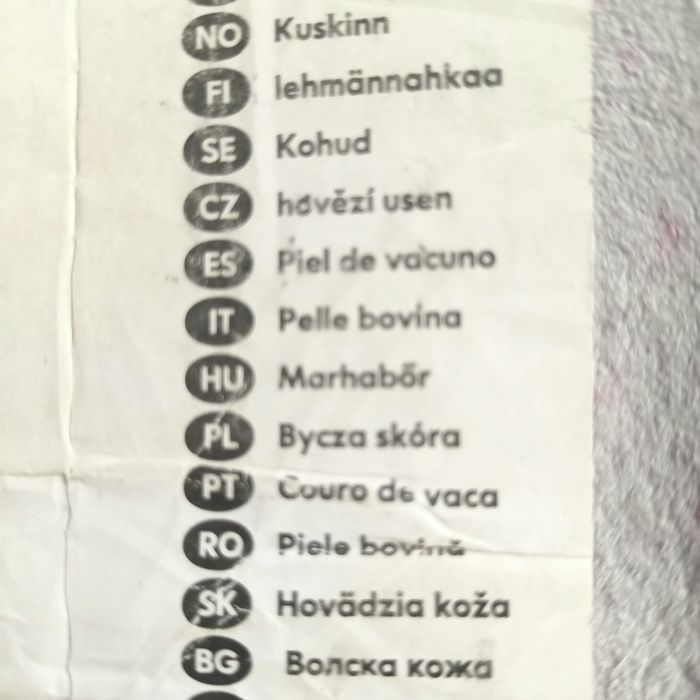 NO Kuskinn
FI lehmännahkaa
SE Kohud
CZ hovězí usen
ES Piel de vacuno
IT Pelle bovina
HU Marhabőr
PL Bycza skóra
PT Couro de vaca
RO Piele bovină
SK Hovädzia koža
BG Волска кожа